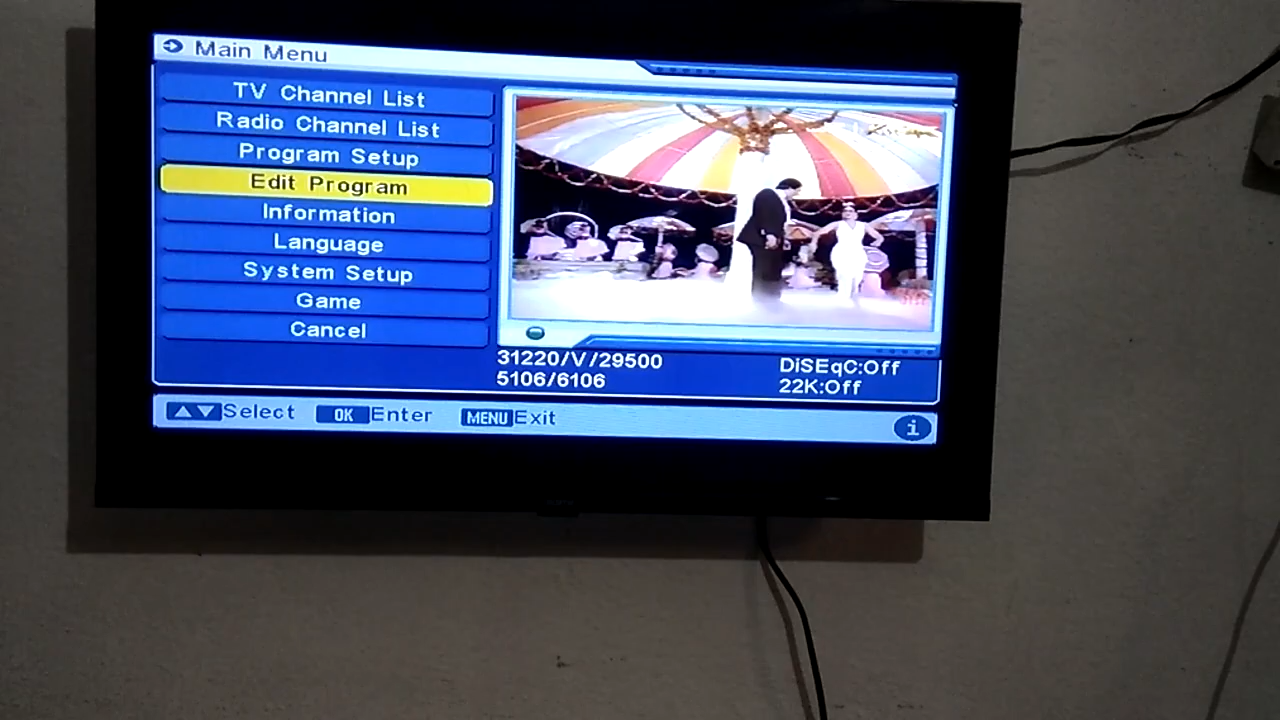 Main Menu
TV Channel List
Radio Channel List
Program Setup
Edit Program
Information
Language
System Setup
Game
Cancel
31220/V/29500
5106/6106
DiSEqC:Off
22K:Off
▲▼Select OK Enter MENU Exit
i